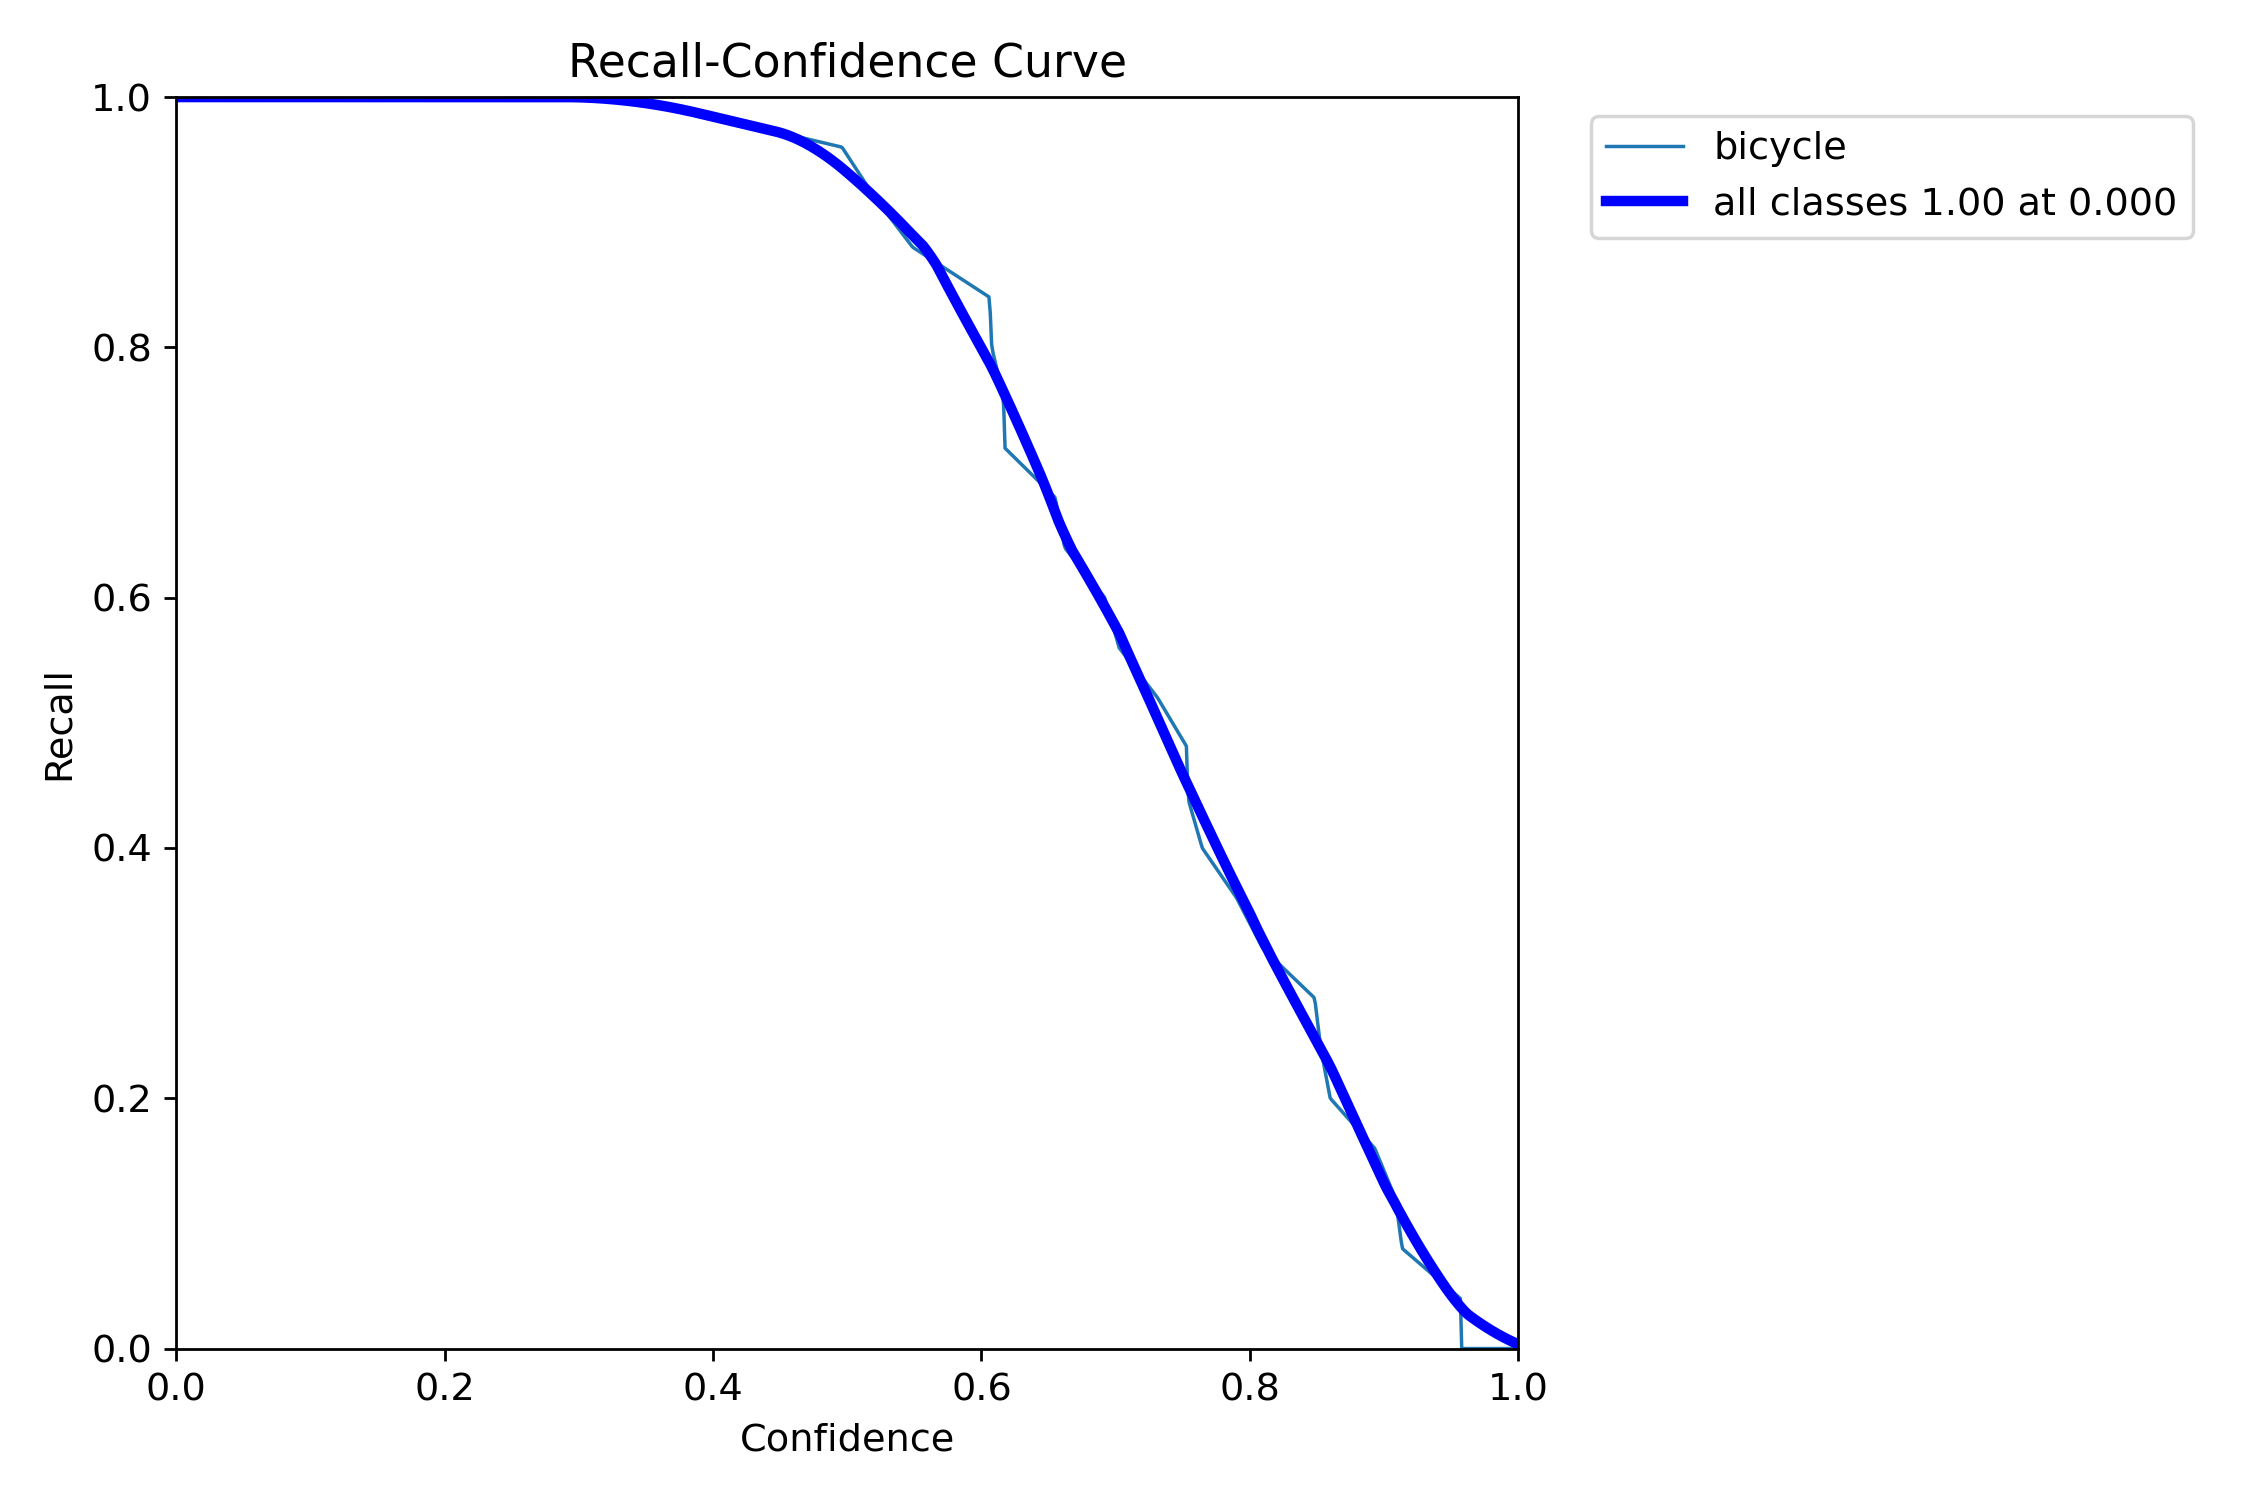 Recall-Confidence Curve
1.0
0.8
0.6
0.4
0.2
0.0
Recall
0.0 0.2 0.4 0.6 0.8 1.0
Confidence
bicycle
all classes 1.00 at 0.000